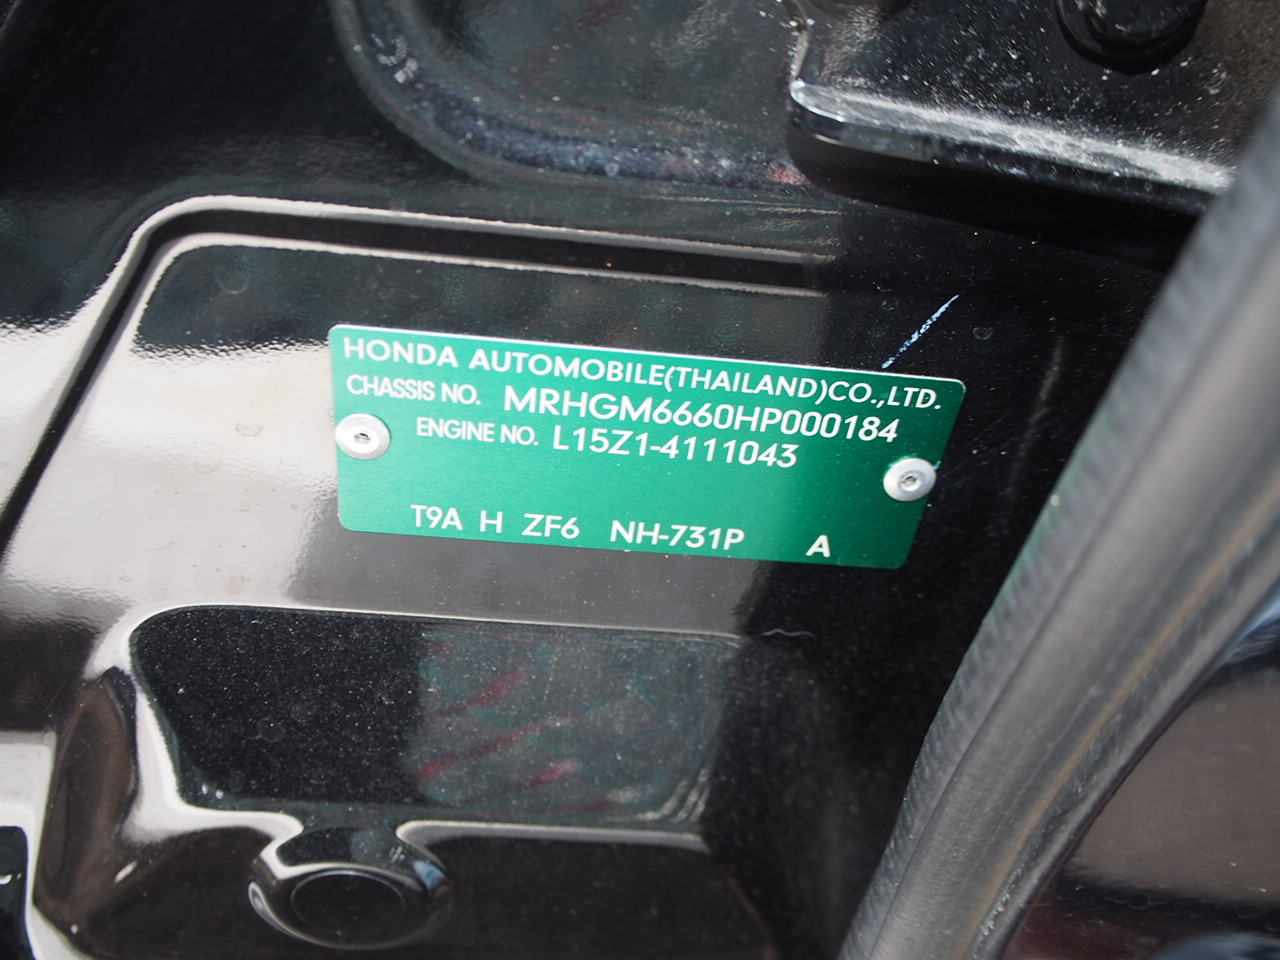 HONDA AUTOMOBILE(THAILAND)CO.,LTD.
CHASSIS NO. MRHGM6660HP000184
ENGINE NO. L15Z1-4111043
T9A H ZF6 NH-731P A